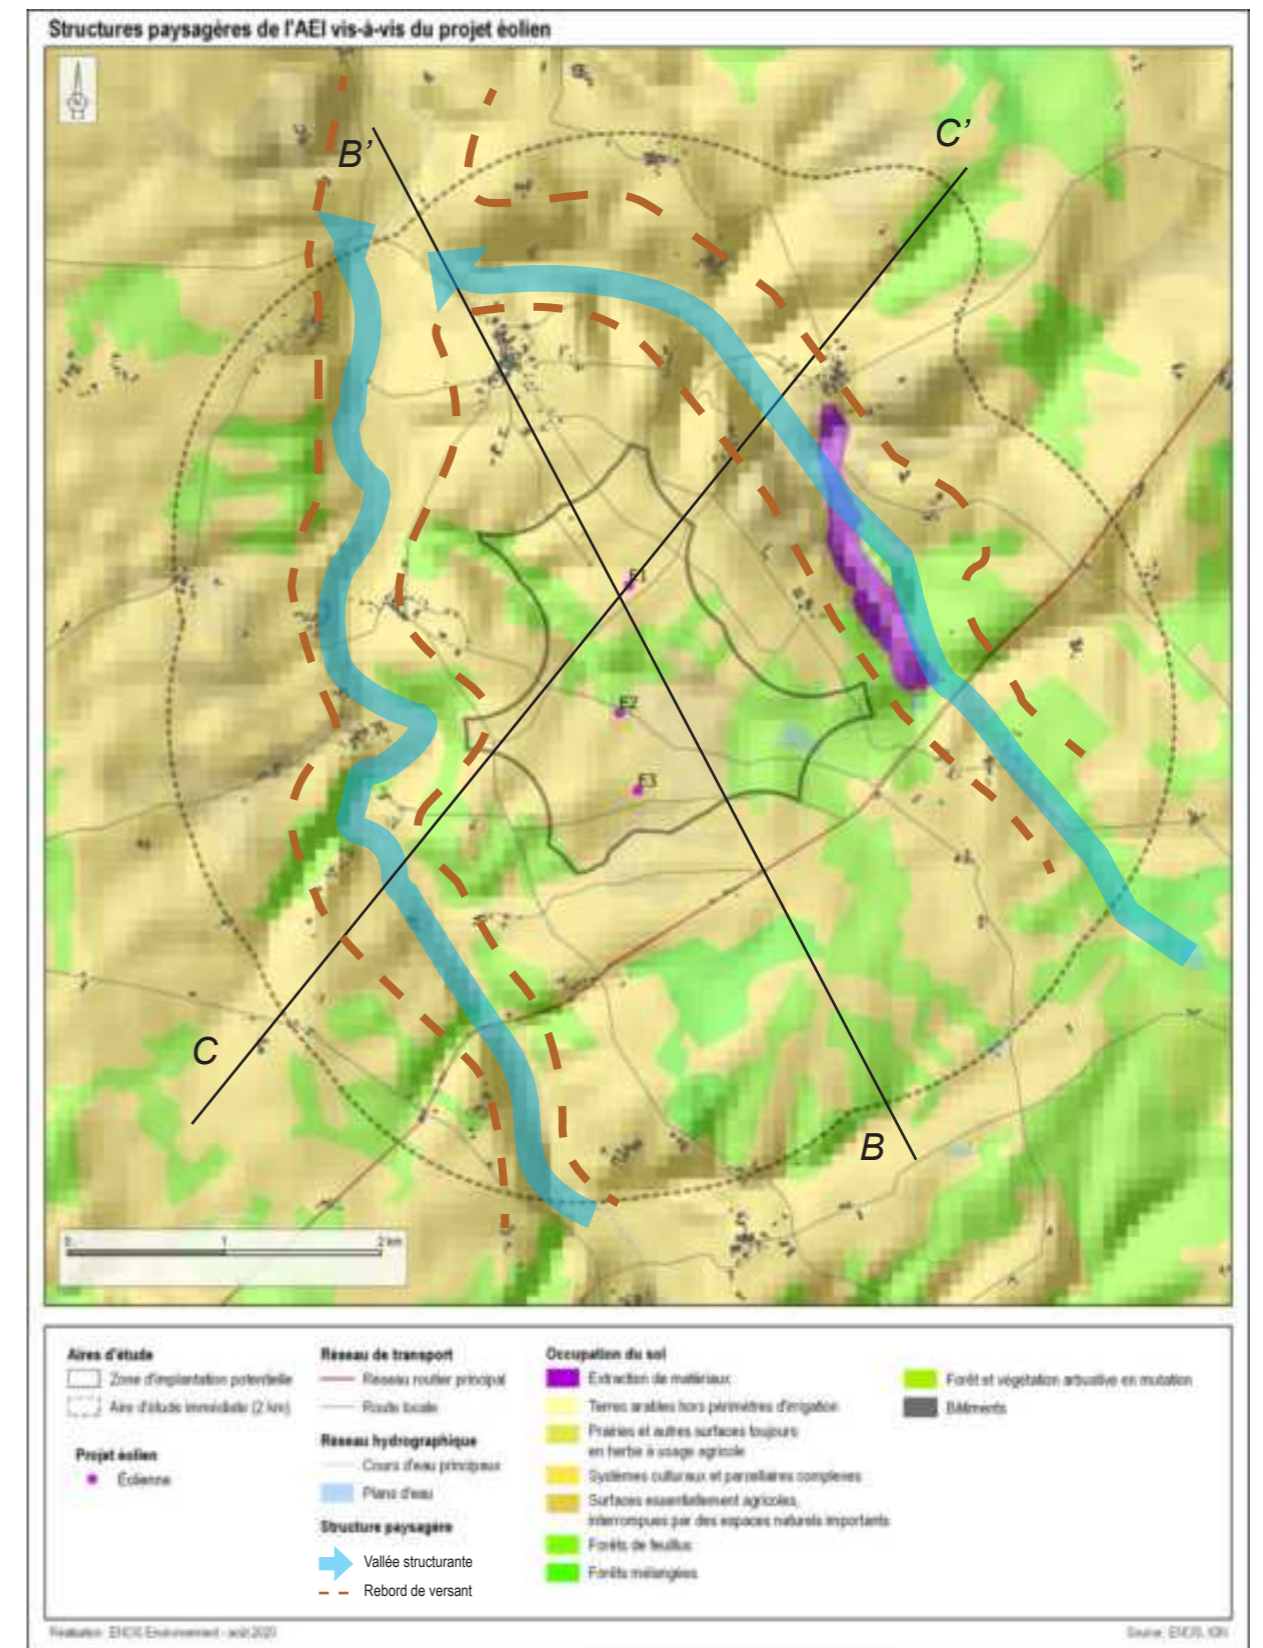 Structures paysagères de l'AEI vis-à-vis du projet éolien
N
B'
C'
E1
E2
E3
C
B
0 1 2 km
Aires d'étude
Zone d'implantation potentielle
Aire d'étude immédiate (2 km)
Projet éolien
Éolienne
Réseau de transport
Réseau routier principal
Route locale
Réseau hydrographique
Cours d'eau principaux
Plans d'eau
Structure paysagère
Vallée structurante
Rebord de versant
Occupation du sol
Extraction de matériaux
Terres arables hors périmètres d'irrigation
Prairies et autres surfaces toujours
en herbe à usage agricole
Systèmes culturaux et parcellaires complexes
Surfaces essentiellement agricoles,
interrompues par des espaces naturels importants
Forêts de feuillus
Forêts mélangées
Forêt et végétation arbustive en mutation
Bâtiments
Réalisation : ENCIS Environnement - août 2020
Source : ENCIS, IGN